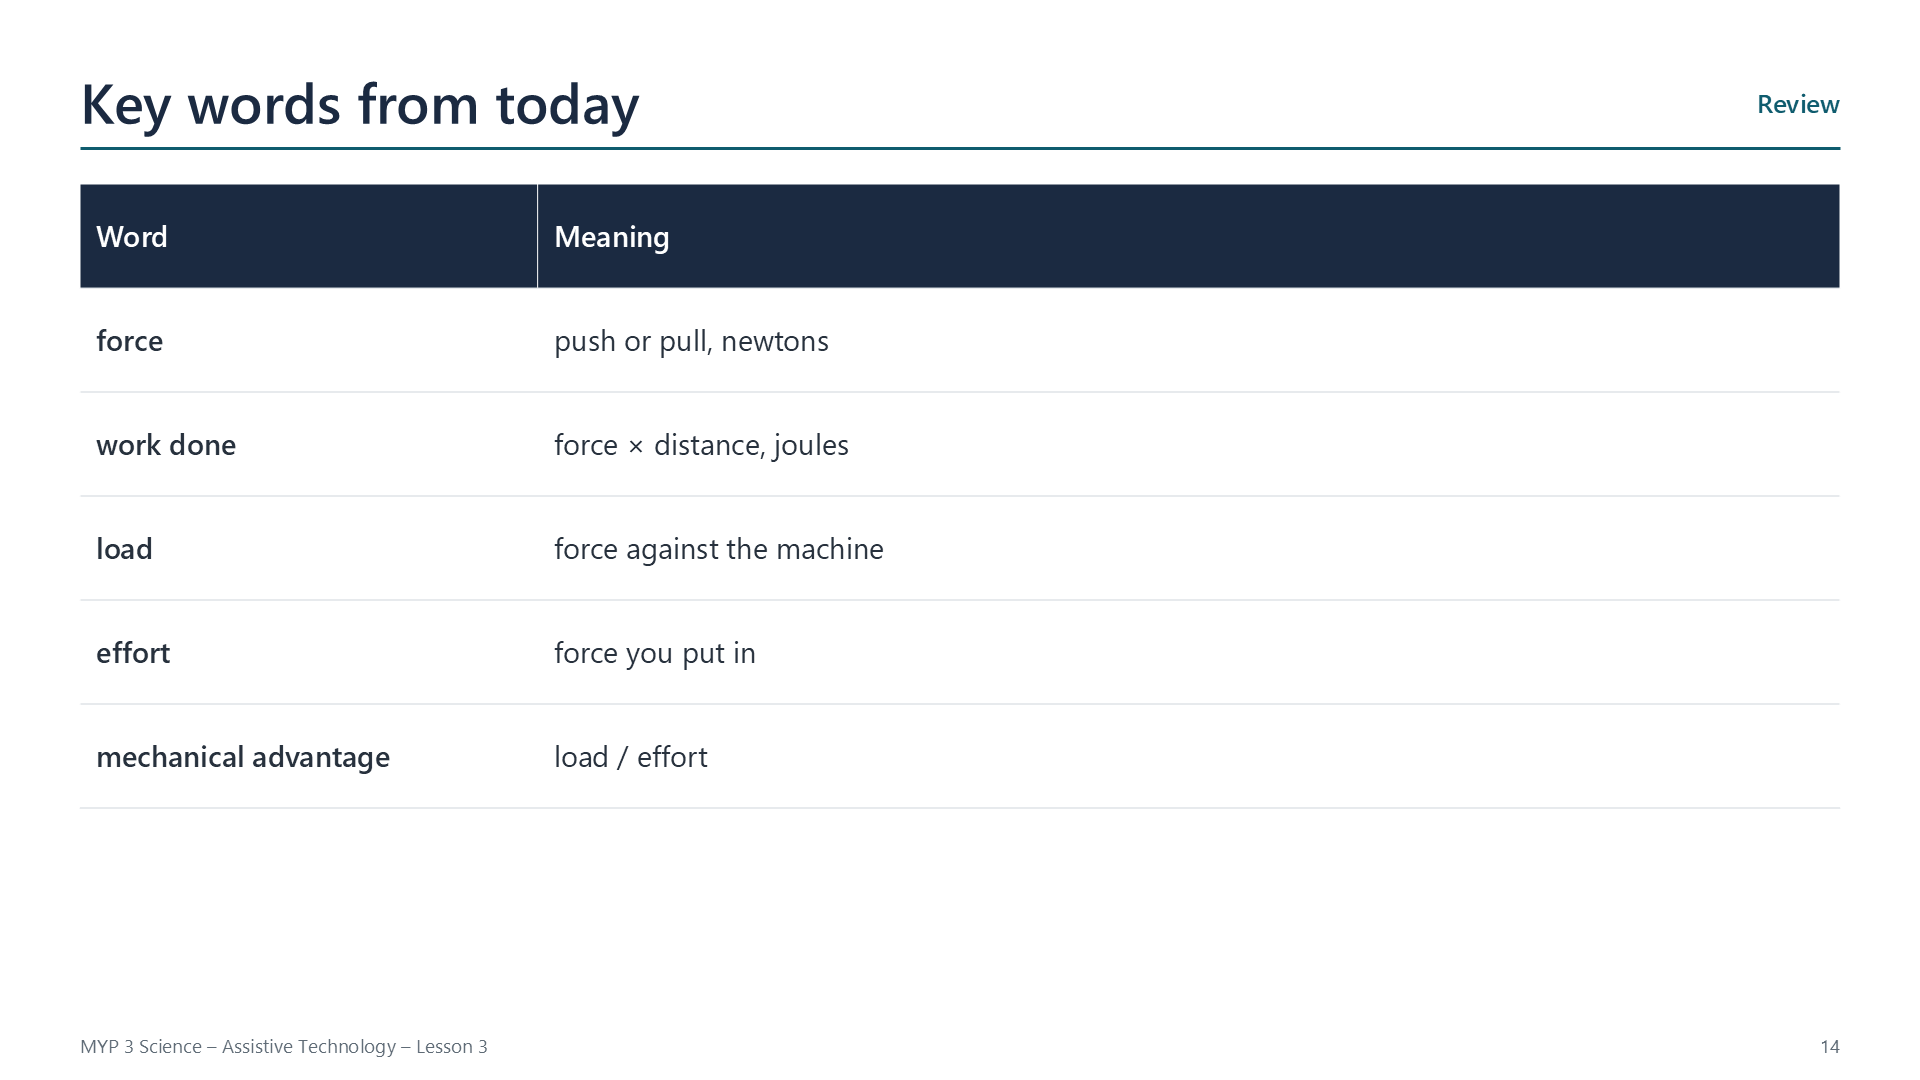 Key words from today
Review
Word Meaning
force push or pull, newtons
work done force × distance, joules
load force against the machine
effort force you put in
mechanical advantage load / effort
MYP 3 Science – Assistive Technology – Lesson 3
14